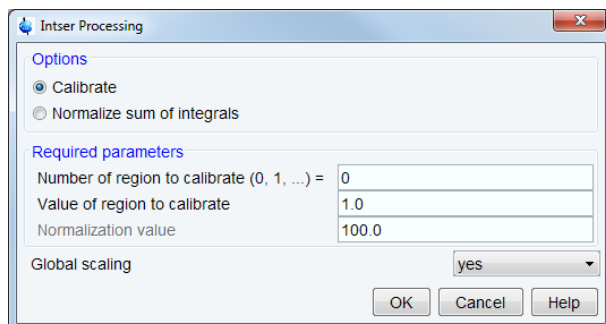 Intser Processing
Options
Calibrate
Normalize sum of integrals
Required parameters
Number of region to calibrate (0, 1, ...) = 0
Value of region to calibrate 1.0
Normalization value 100.0
Global scaling yes
OK Cancel Help